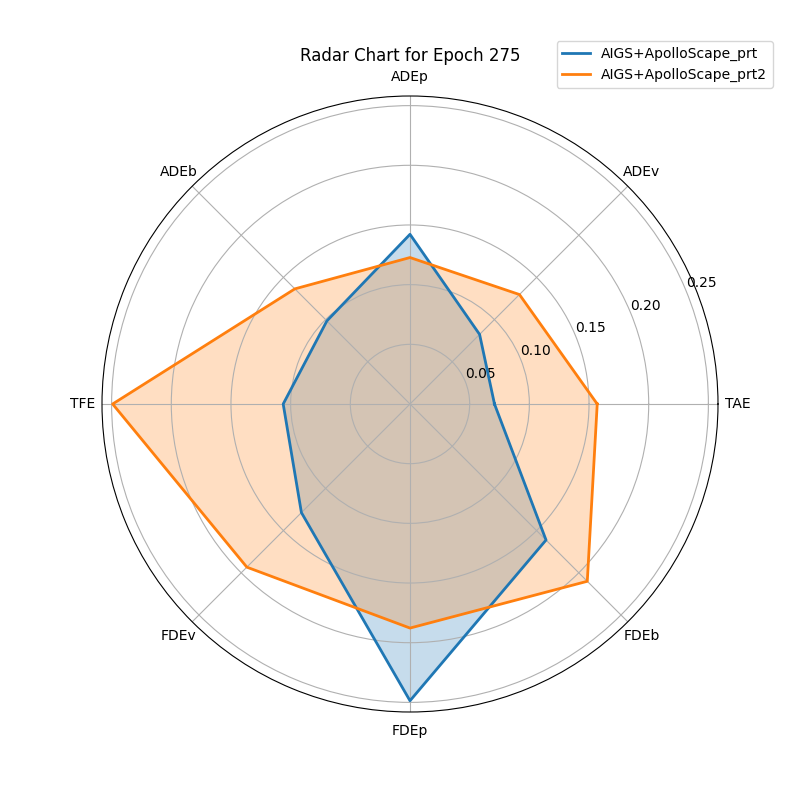 Radar Chart for Epoch 275
AIGS+ApolloScape_prt
AIGS+ApolloScape_prt2
ADEp
ADEb
ADEv
0.25
0.20
0.15
0.10
0.05
TFE
TAE
FDEv
FDEb
FDEp